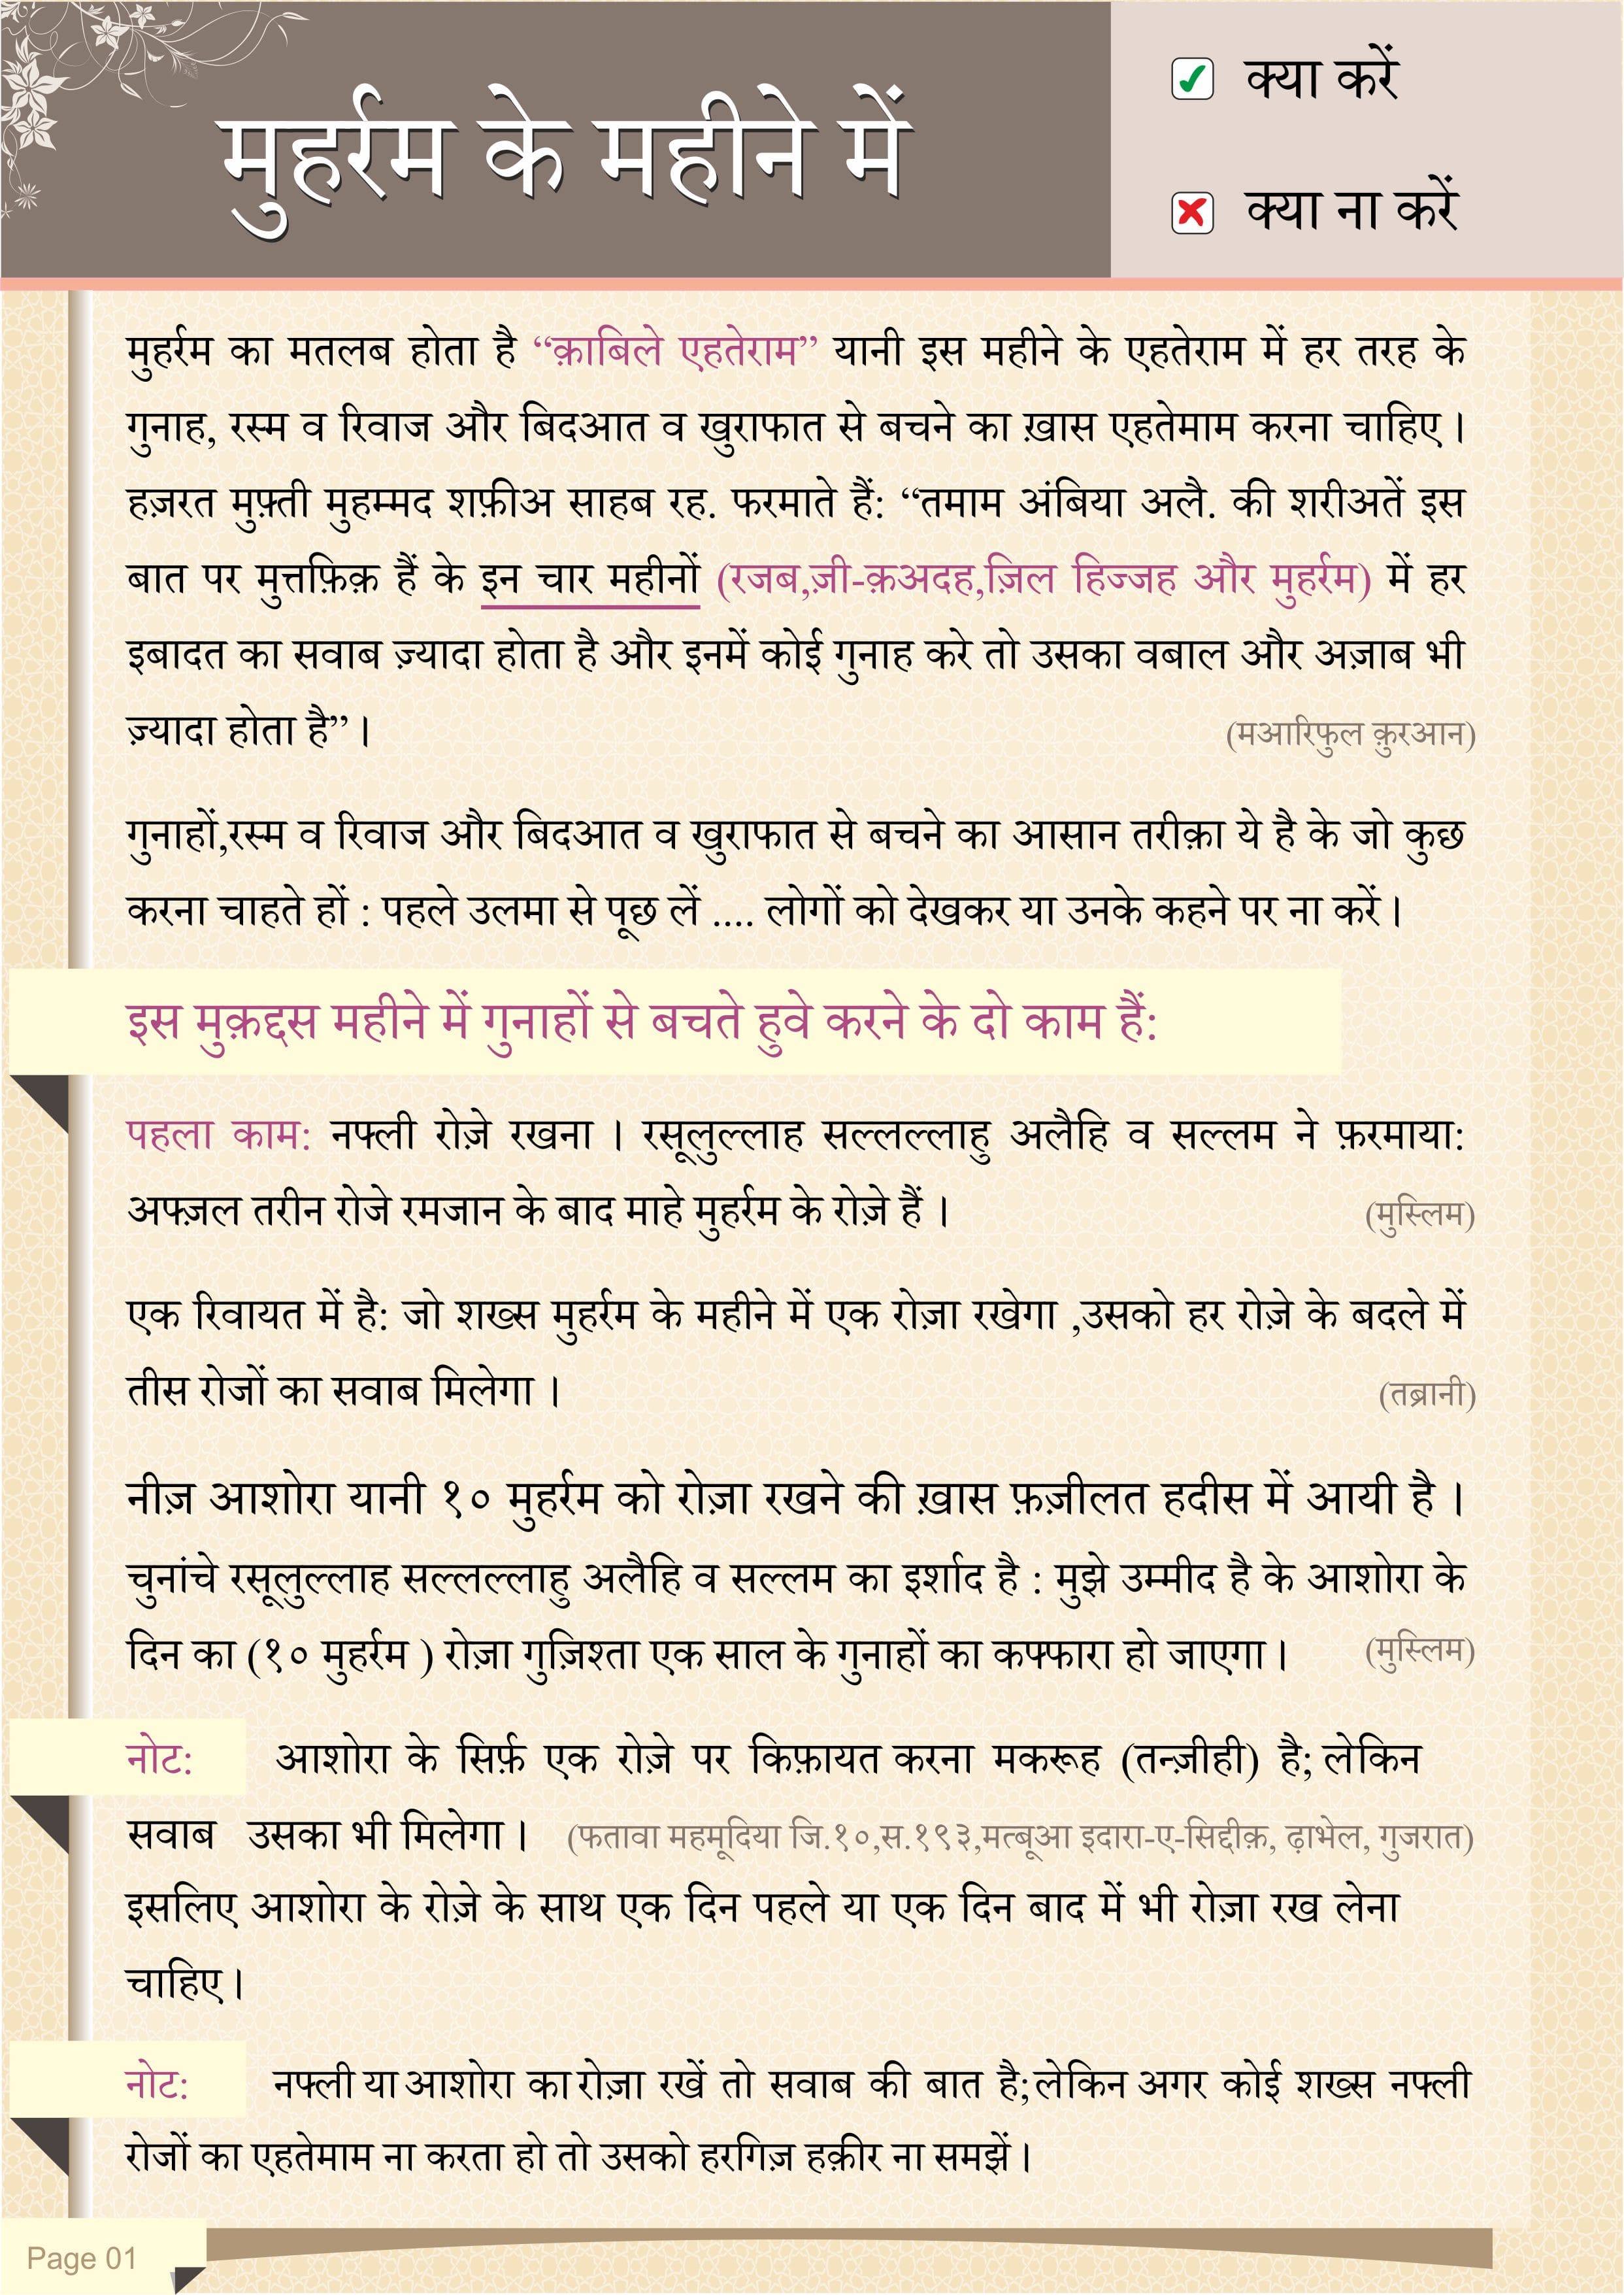 मुहर्रम के महीने में
क्या करें
क्या ना करें
मुहर्रम का मतलब होता है “क़ाबिले एहतेराम” यानी इस महीने के एहतेराम में हर तरह के
गुनाह, रस्म व रिवाज और बिदआत व खुराफात से बचने का ख़ास एहतेमाम करना चाहिए।
हज़रत मुफ़्ती मुहम्मद शफ़ीअ साहब रह. फरमाते हैं: “तमाम अंबिया अलै. की शरीअतें इस
बात पर मुत्तफ़िक़ हैं के इन चार महीनों (रजब,ज़ी-क़अदह,ज़िल हिज्जह और मुहर्रम) में हर
इबादत का सवाब ज़्यादा होता है और इनमें कोई गुनाह करे तो उसका वबाल और अज़ाब भी
ज़्यादा होता है”। (मआरिफुल क़ुरआन)
गुनाहों,रस्म व रिवाज और बिदआत व खुराफात से बचने का आसान तरीक़ा ये है के जो कुछ
करना चाहते हों : पहले उलमा से पूछ लें .... लोगों को देखकर या उनके कहने पर ना करें।
इस मुक़द्दस महीने में गुनाहों से बचते हुवे करने के दो काम हैं:
पहला काम: नफ्ली रोज़े रखना । रसूलुल्लाह सल्लल्लाहु अलैहि व सल्लम ने फ़रमाया:
अफ्ज़ल तरीन रोजे रमजान के बाद माहे मुहर्रम के रोज़े हैं । (मुस्लिम)
एक रिवायत में है: जो शख्स मुहर्रम के महीने में एक रोज़ा रखेगा ,उसको हर रोज़े के बदले में
तीस रोजों का सवाब मिलेगा । (तब्रानी)
नीज़ आशोरा यानी १० मुहर्रम को रोज़ा रखने की ख़ास फ़ज़ीलत हदीस में आयी है ।
चुनांचे रसूलुल्लाह सल्लल्लाहु अलैहि व सल्लम का इर्शाद है : मुझे उम्मीद है के आशोरा के
दिन का (१० मुहर्रम ) रोज़ा गुज़िश्ता एक साल के गुनाहों का कफ्फारा हो जाएगा। (मुस्लिम)
नोट: आशोरा के सिर्फ़ एक रोज़े पर किफ़ायत करना मकरूह (तन्ज़ीही) है; लेकिन
सवाब उसका भी मिलेगा। (फतावा महमूदिया जि.१०,स.१९३,मत्बूआ इदारा-ए-सिद्दीक़, ढ़ाभेल, गुजरात)
इसलिए आशोरा के रोज़े के साथ एक दिन पहले या एक दिन बाद में भी रोज़ा रख लेना
चाहिए।
नोट: नफ्ली या आशोरा का रोज़ा रखें तो सवाब की बात है;लेकिन अगर कोई शख्स नफ्ली
रोजों का एहतेमाम ना करता हो तो उसको हरगिज़ हक़ीर ना समझें।
Page 01